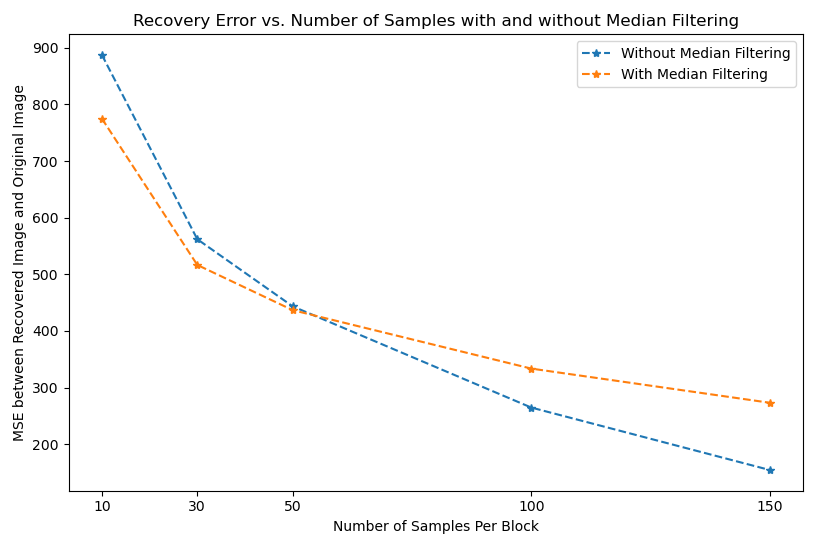 Recovery Error vs. Number of Samples with and without Median Filtering
Without Median Filtering
With Median Filtering
MSE between Recovered Image and Original Image
900
800
700
600
500
400
300
200
10 30 50 100 150
Number of Samples Per Block